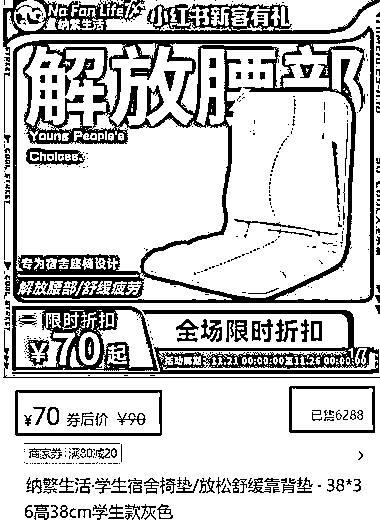 No Fan Life
纳繁生活
小红书新客有礼
解放腰部
Young People's
Choices.
专为宿舍座椅设计
解放腰部/舒缓疲劳
限时折扣
¥70起
全场限时折扣
¥70 券后价 ¥90
已售6288
商家券:满80减20
纳繁生活·学生宿舍椅垫/放松舒缓靠背垫 · 38*3
6高38cm学生款灰色